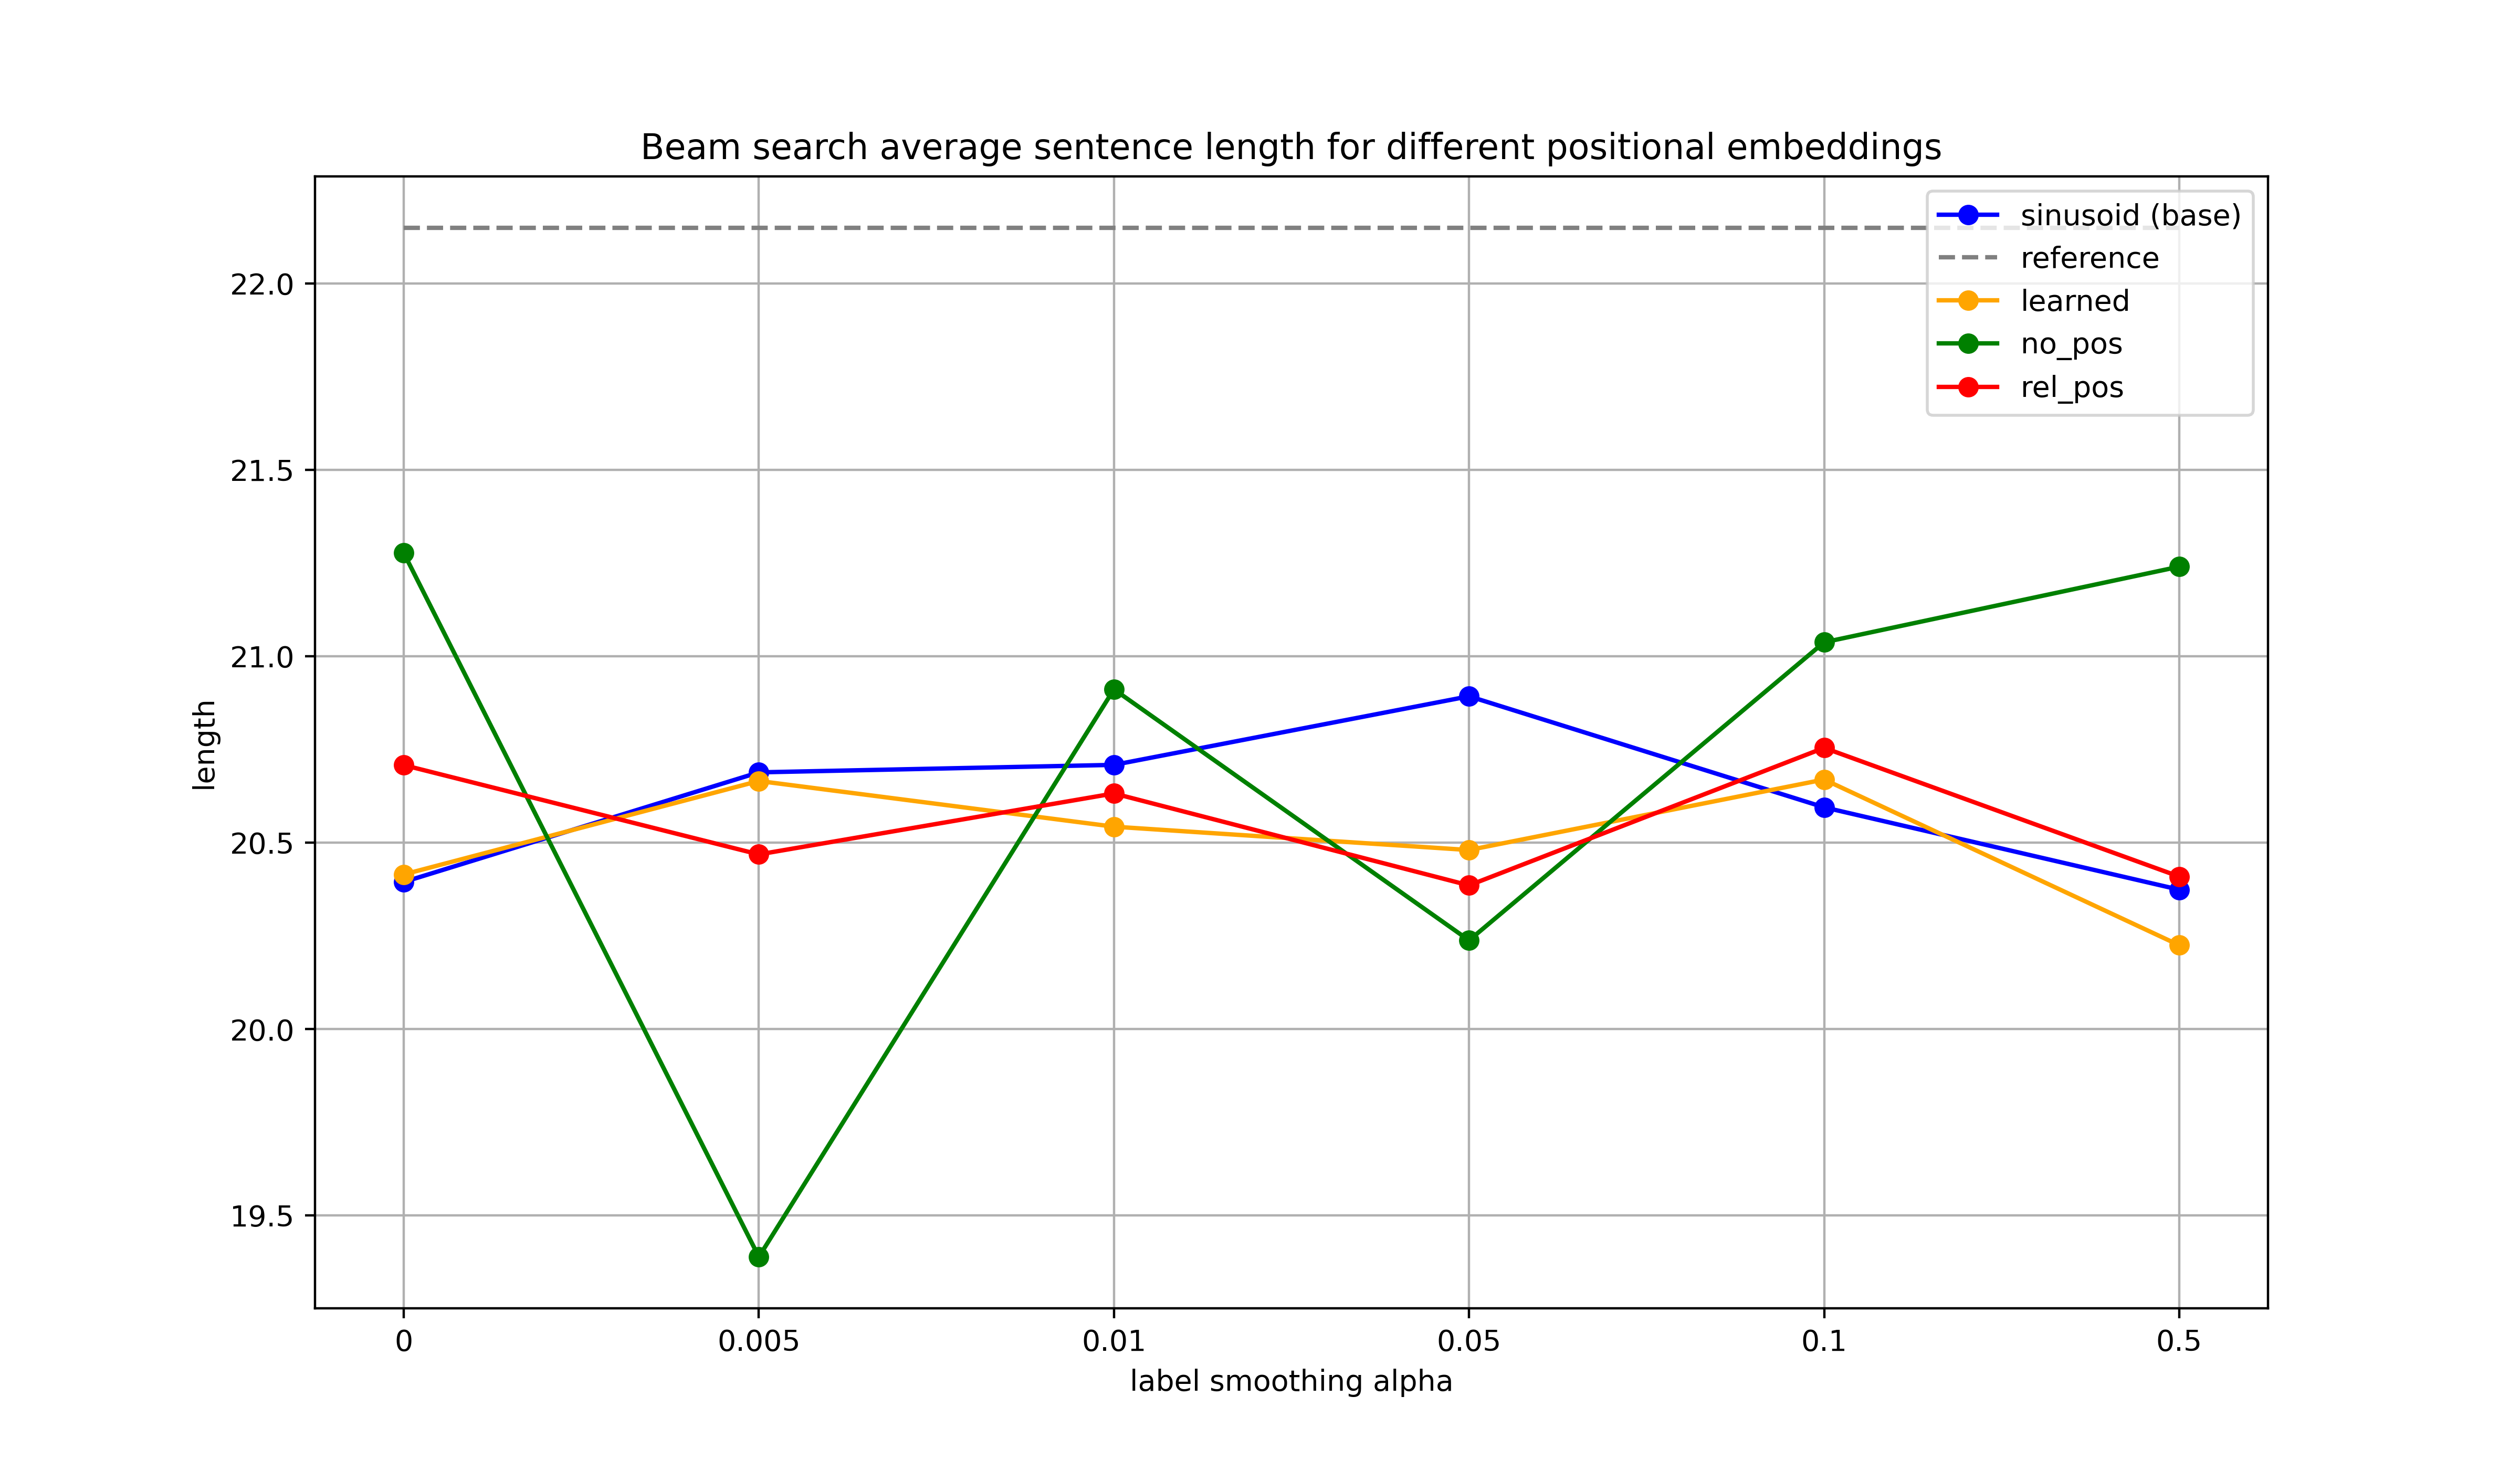 Beam search average sentence length for different positional embeddings
sinusoid (base)
reference
learned
no_pos
rel_pos
22.0
21.5
21.0
20.5
20.0
19.5
length
0 0.005 0.01 0.05 0.1 0.5
label smoothing alpha